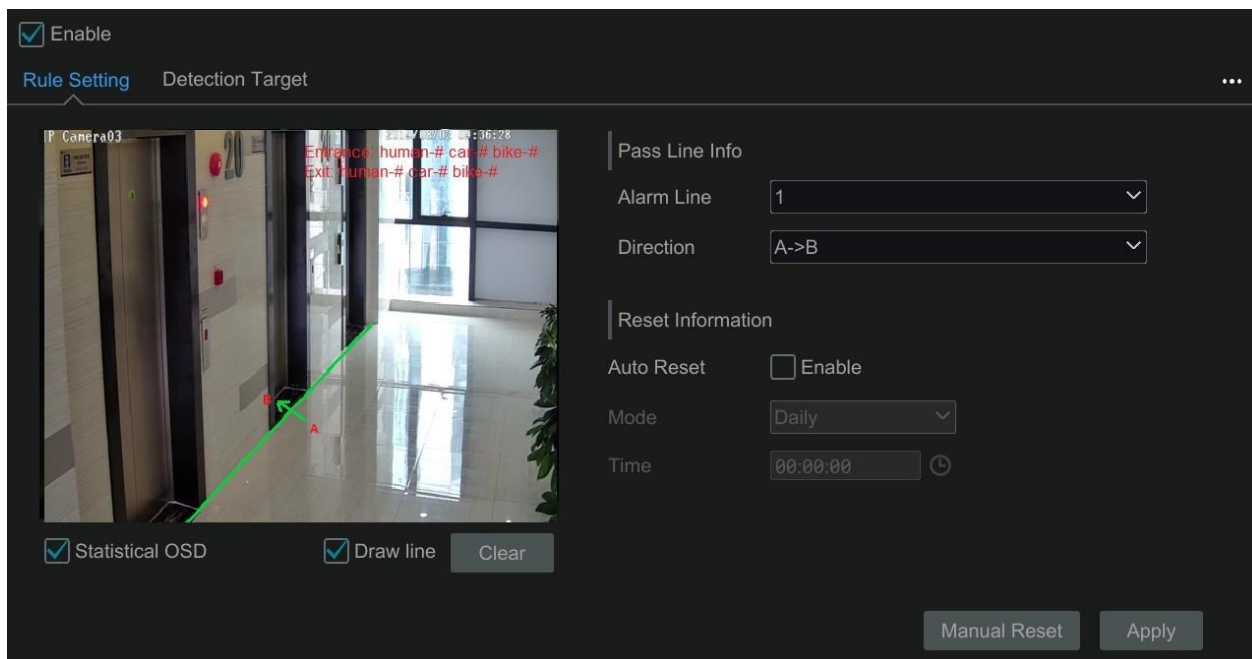 Enable
Rule Setting Detection Target
...
IP Camera03
Entrance: human-# car-# bike-#
Exit: human-# car-# bike-#
20
B
A
Statistical OSD
Draw line
Clear
Pass Line Info
Alarm Line 1
Direction A->B
Reset Information
Auto Reset Enable
Mode Daily
Time 00:00:00
Manual Reset Apply